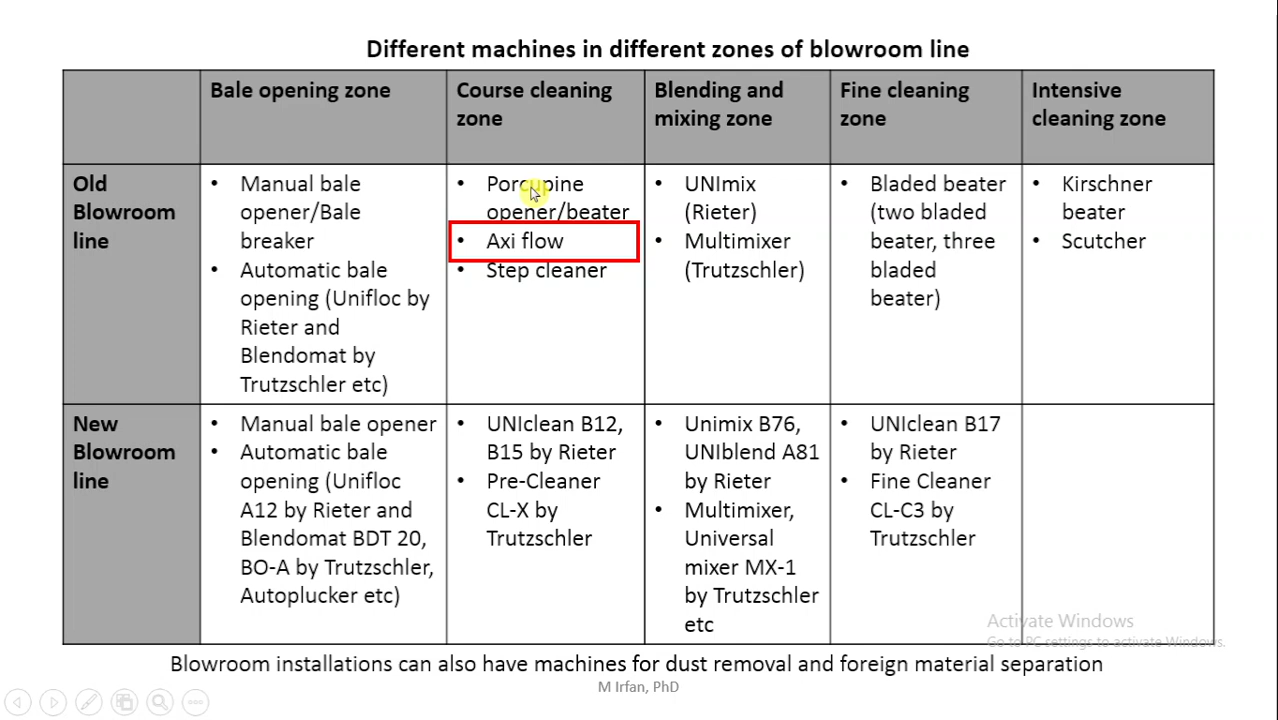 Different machines in different zones of blowroom line
Bale opening zone
Course cleaning
zone
Blending and
mixing zone
Fine cleaning
zone
Intensive
cleaning zone
Old
Blowroom
line
• Manual bale
opener/Bale
breaker
• Automatic bale
opening (Unifloc by
Rieter and
Blendomat by
Trutzschler etc)
• Porcupine
opener/beater
• Axi flow
• Step cleaner
• UNImix
(Rieter)
• Multimixer
(Trutzschler)
• Bladed beater
(two bladed
beater, three
bladed
beater)
• Kirschner
beater
• Scutcher
New
Blowroom
line
• Manual bale opener
• Automatic bale
opening (Unifloc
A12 by Rieter and
Blendomat BDT 20,
BO-A by Trutzschler,
Autoplucker etc)
• UNIclean B12,
B15 by Rieter
• Pre-Cleaner
CL-X by
Trutzschler
• Unimix B76,
UNIblend A81
by Rieter
• Multimixer,
Universal
mixer MX-1
by Trutzschler
etc
• UNIclean B17
by Rieter
• Fine Cleaner
CL-C3 by
Trutzschler
Activate Windows
Go to PC settings to activate Windows.
Blowroom installations can also have machines for dust removal and foreign material separation
M Irfan, PhD